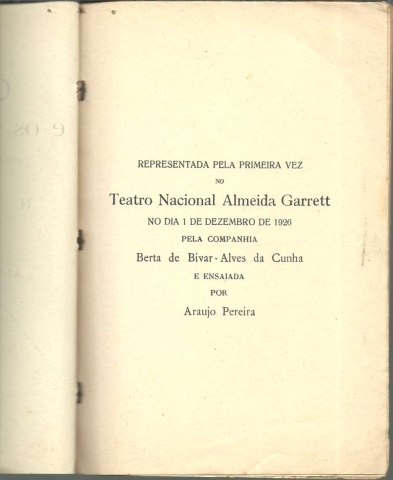 REPRESENTADA PELA PRIMEIRA VEZ
NO
Teatro Nacional Almeida Garrett
NO DIA 1 DE DEZEMBRO DE 1926
PELA COMPANHIA
Berta de Bivar - Alves da Cunha
E ENSAIADA
POR
Araujo Pereira